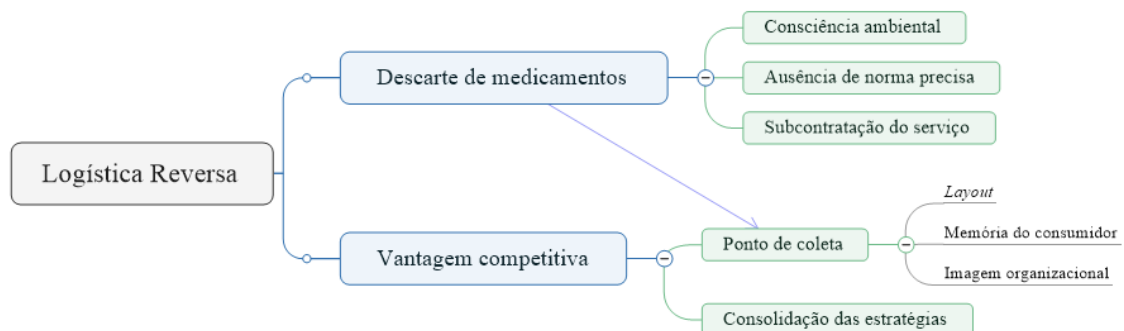 Logística Reversa
Descarte de medicamentos
Consciência ambiental
Ausência de norma precisa
Subcontratação do serviço
Vantagem competitiva
Ponto de coleta
Layout
Memória do consumidor
Imagem organizacional
Consolidação das estratégias